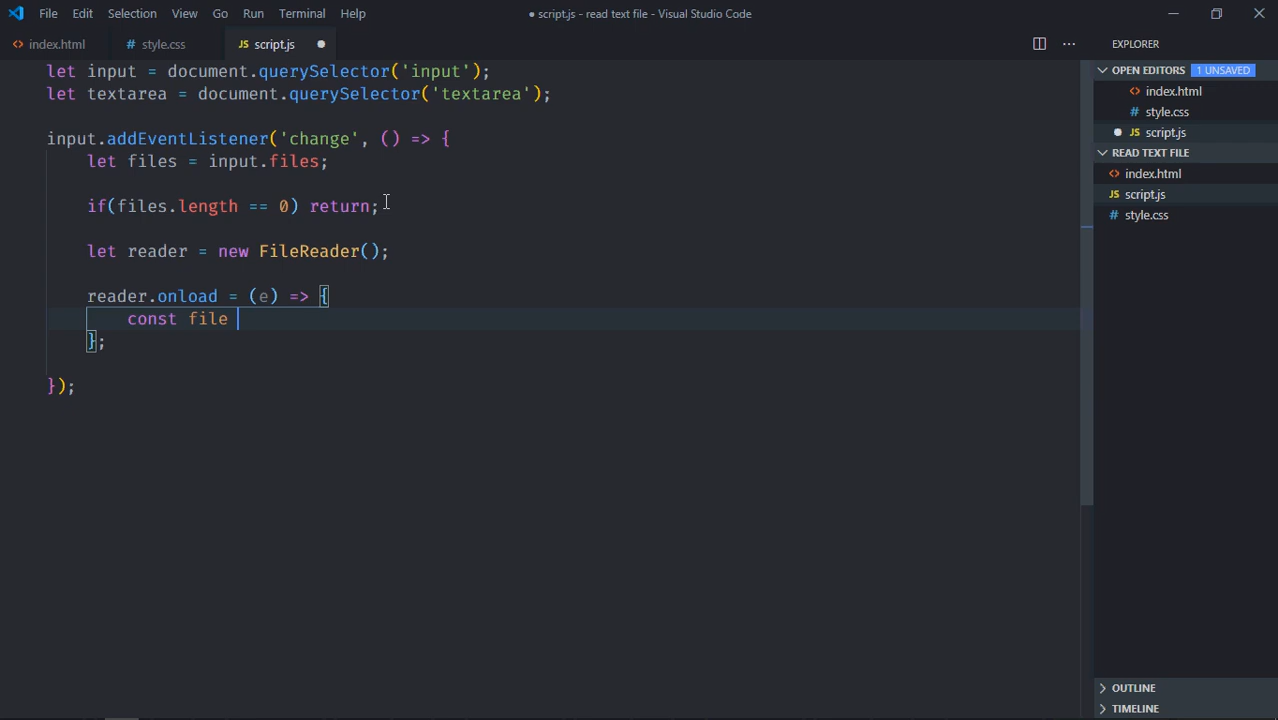 File Edit Selection View Go Run Terminal Help
● script.js - read text file - Visual Studio Code
<> index.html # style.css JS script.js ●
EXPLORER
let input = document.querySelector('input');
let textarea = document.querySelector('textarea');
input.addEventListener('change', () => {
let files = input.files;
if(files.length == 0) return;
let reader = new FileReader();
reader.onload = (e) => {
const file
};
});
OPEN EDITORS 1 UNSAVED
<> index.html
# style.css
● JS script.js
READ TEXT FILE
<> index.html
JS script.js
# style.css
OUTLINE
TIMELINE